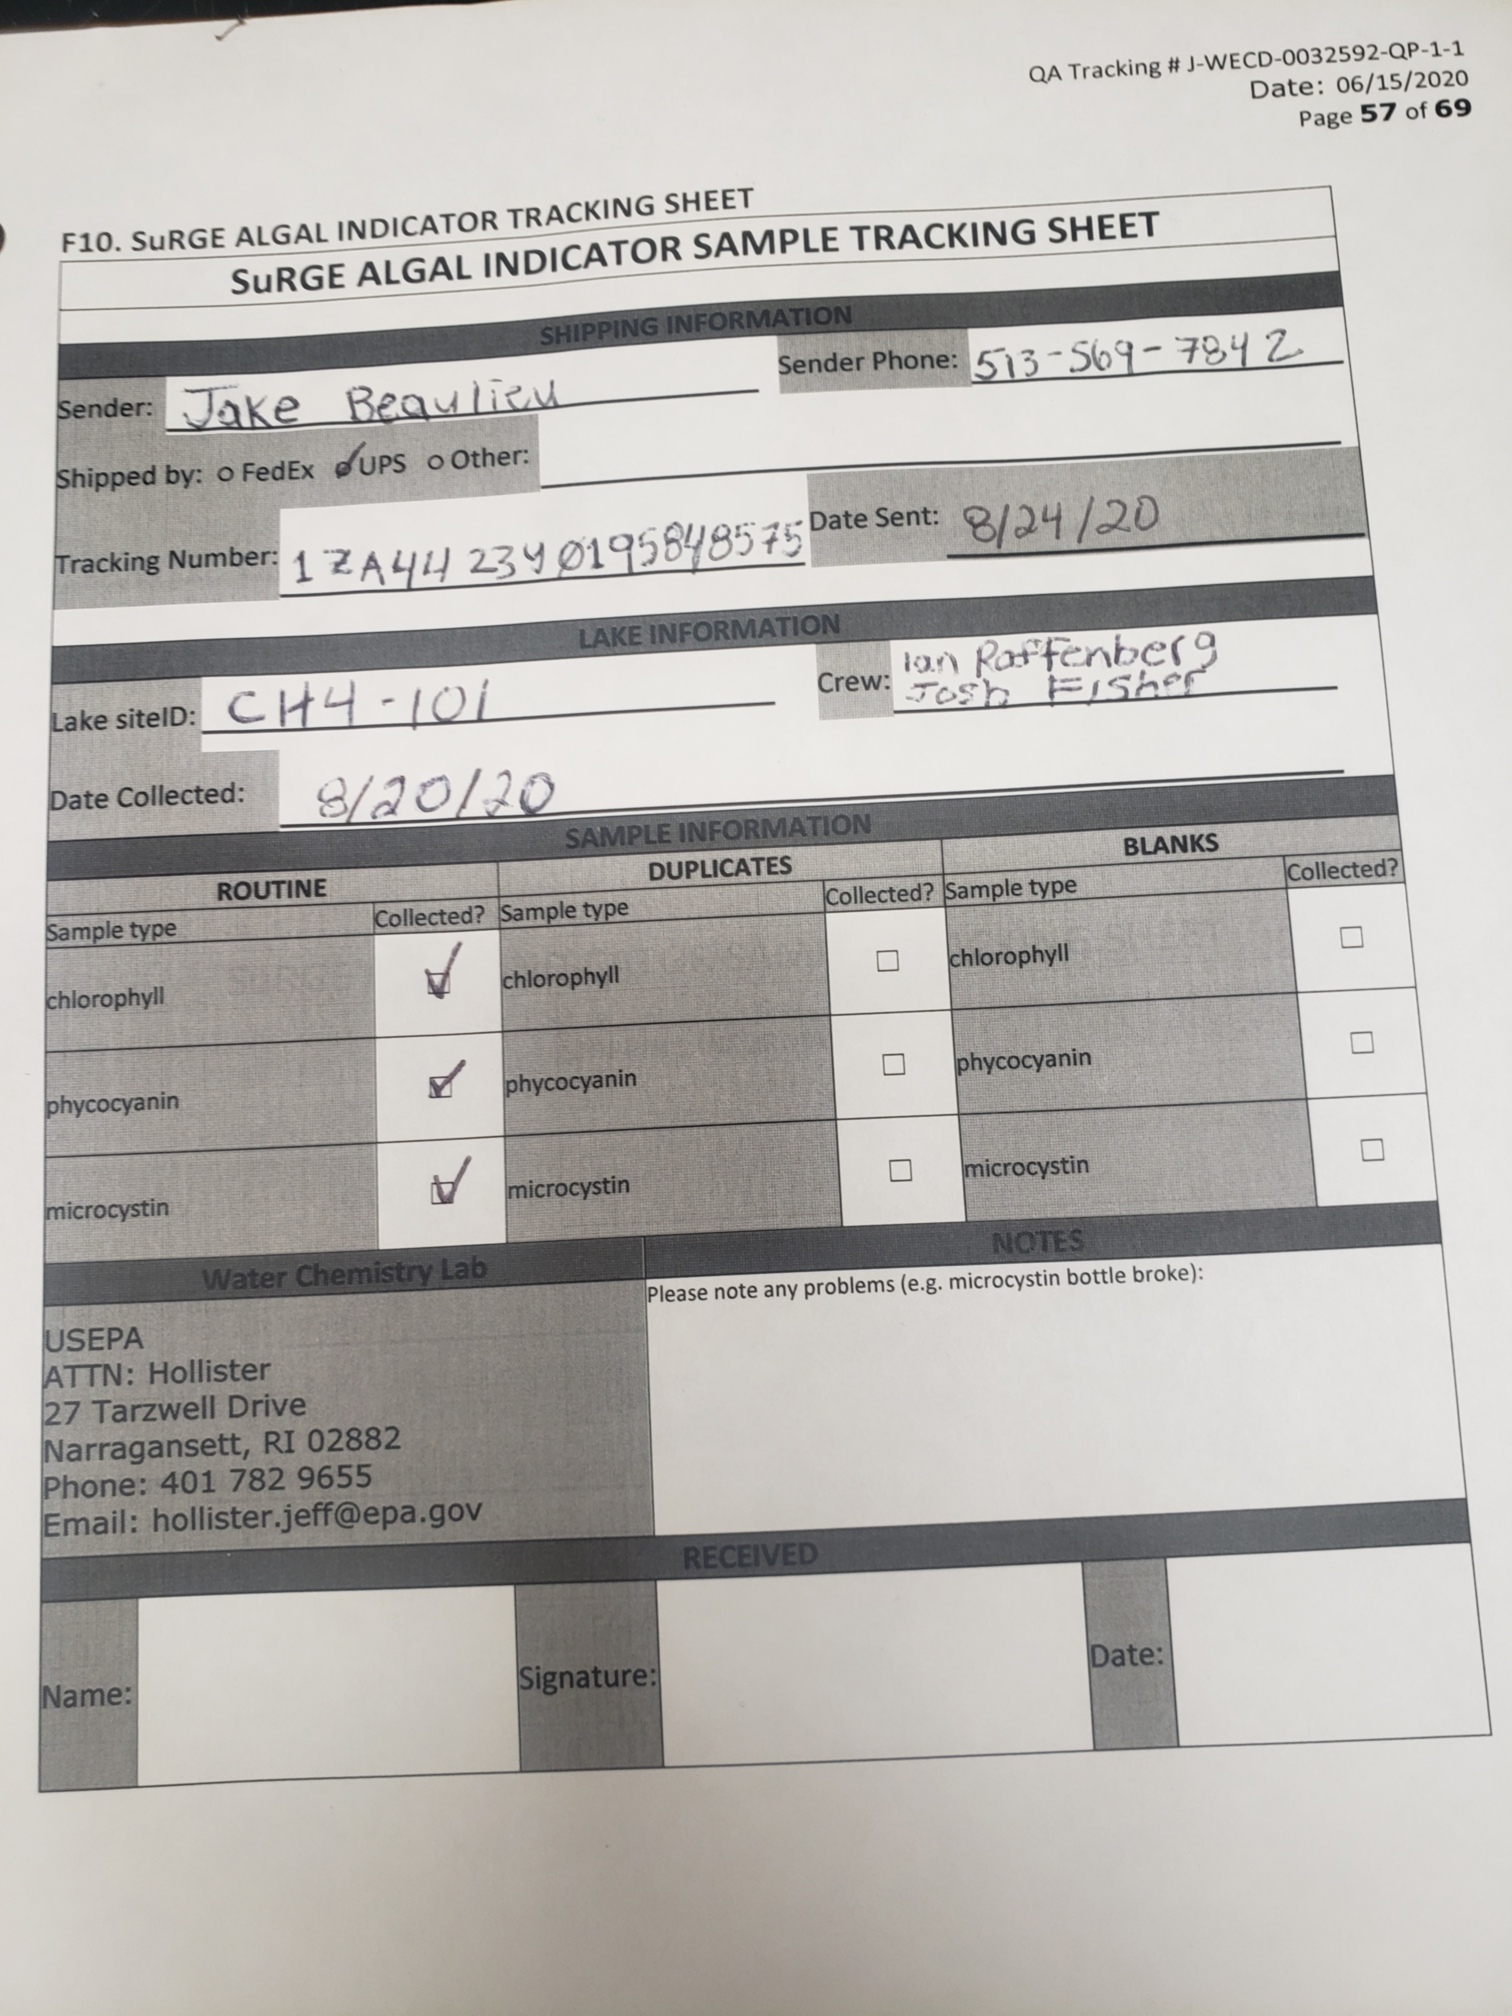 QA Tracking # J-WECD-0032592-QP-1-1
Date: 06/15/2020
Page 57 of 69
F10. SuRGE ALGAL INDICATOR TRACKING SHEET
SuRGE ALGAL INDICATOR SAMPLE TRACKING SHEET
SHIPPING INFORMATION
Sender: Jake Beaulieu Sender Phone: 513-569-7842
Shipped by: o FedEx o UPS o Other:
Tracking Number: 1ZA4423Y0195848575 Date Sent: 8/24/20
LAKE INFORMATION
Lake siteID: CH4-101 Crew: Ian Raffenberg
Josh Fisher
Date Collected: 8/20/20
SAMPLE INFORMATION
ROUTINE DUPLICATES BLANKS
Sample type Collected? Sample type Collected? Sample type Collected?
chlorophyll ☑ chlorophyll □ chlorophyll □
phycocyanin ☑ phycocyanin □ phycocyanin □
microcystin ☑ microcystin □ microcystin □
Water Chemistry Lab NOTES
USEPA Please note any problems (e.g. microcystin bottle broke):
ATTN: Hollister
27 Tarzwell Drive
Narragansett, RI 02882
Phone: 401 782 9655
Email: hollister.jeff@epa.gov
RECEIVED
Name: Signature: Date: